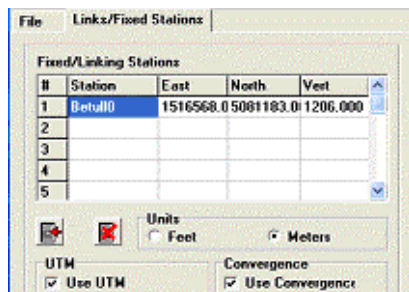 File Links/Fixed Stations
Fixed/Linking Stations
# Station East North Vert
1 Betull0 1516568.0 5081183.0 1206.000
2
3
4
5
Units
Feet Meters
UTM Convergence
Use UTM Use Convergence